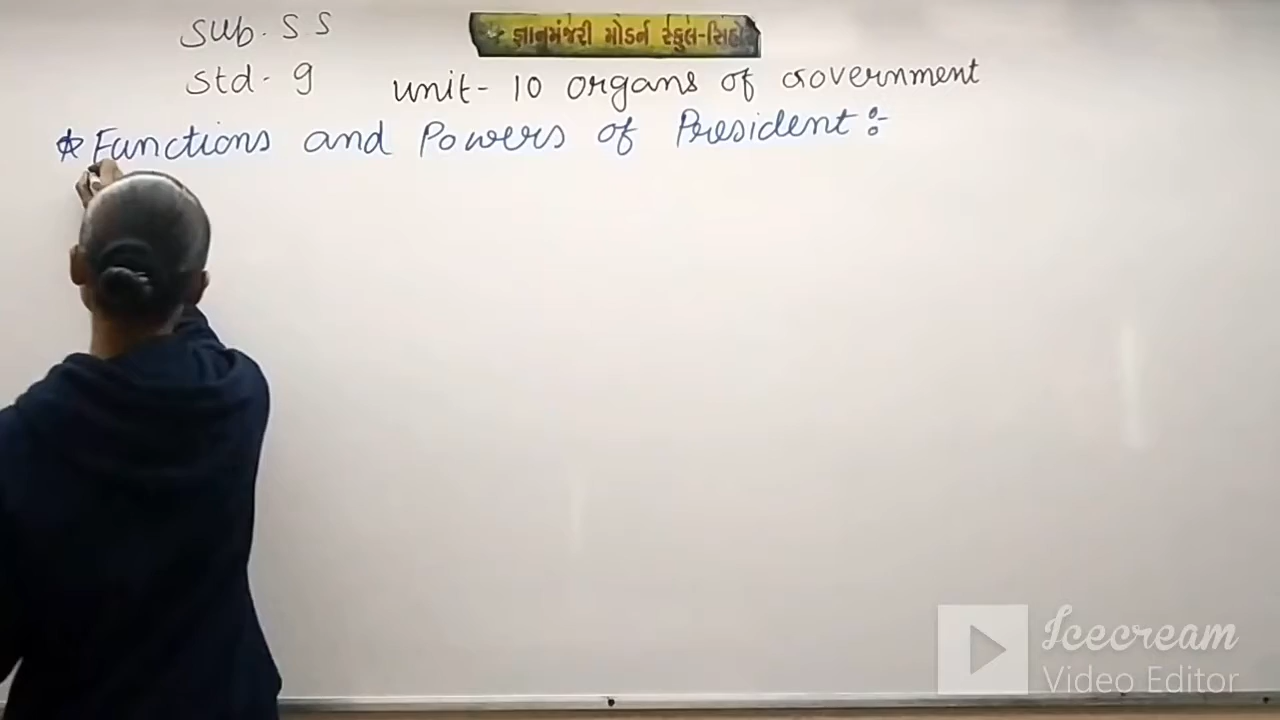 Sub. S S
જ્ઞાનમંજરી મોડર્ન સ્કુલ-સિહોર
Std - 9
Unit - 10 organs of Government
☆ Functions and Powers of President :-
Icecream
Video Editor